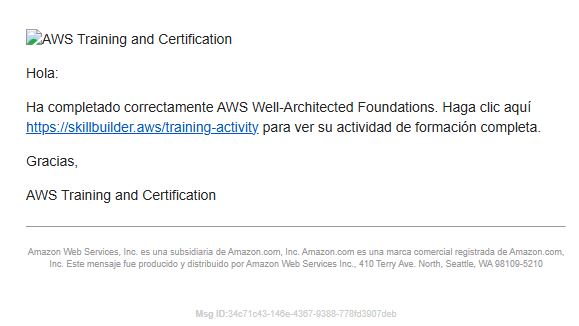 AWS Training and Certification
Hola:
Ha completado correctamente AWS Well-Architected Foundations. Haga clic aquí
https://skillbuilder.aws/training-activity para ver su actividad de formación completa.
Gracias,
AWS Training and Certification
Amazon Web Services, Inc. es una subsidiaria de Amazon.com, Inc. Amazon.com es una marca comercial registrada de Amazon.com,
Inc. Este mensaje fue producido y distribuido por Amazon Web Services Inc., 410 Terry Ave. North, Seattle, WA 98109-5210
Msg ID:34c71c43-146e-4367-9388-778fd3907deb